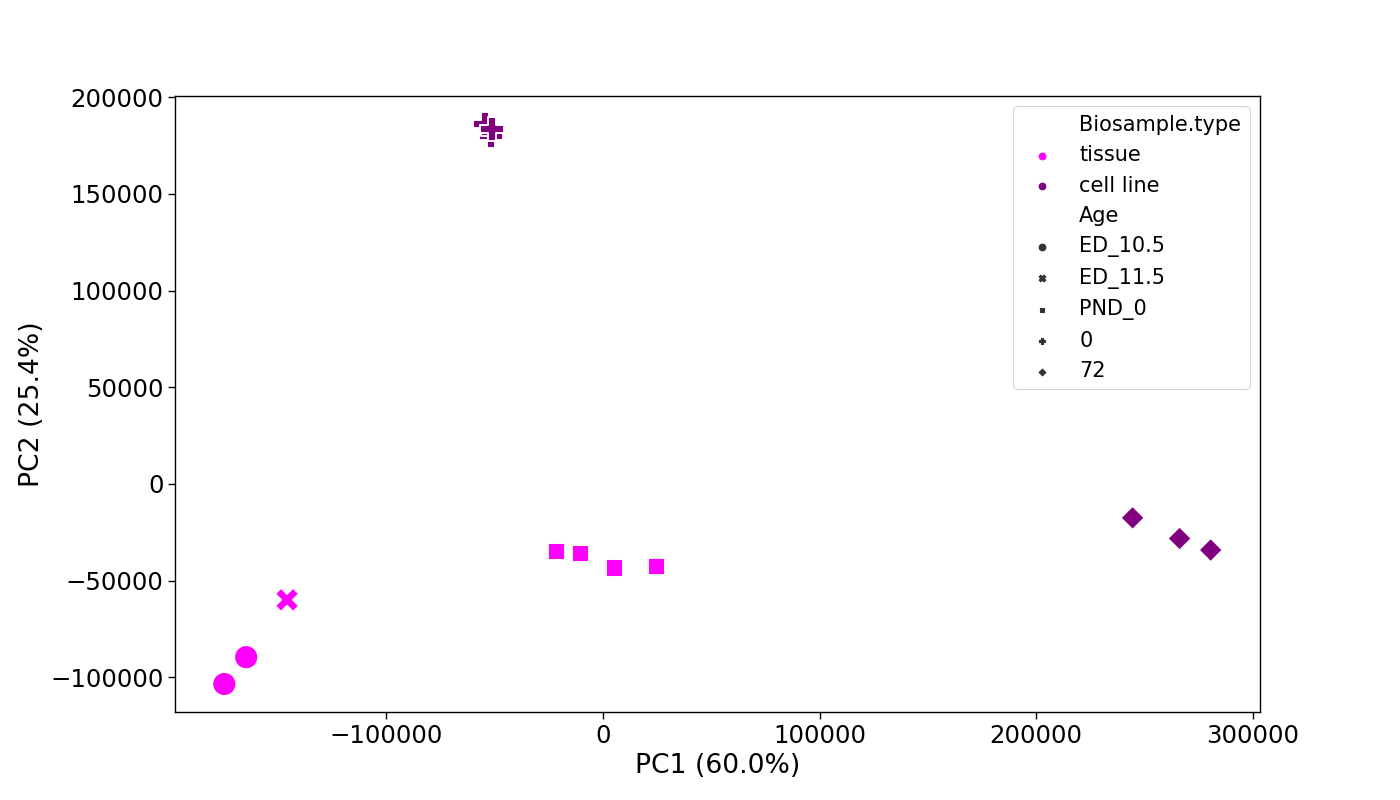 200000
150000
100000
50000
0
−50000
−100000
PC2 (25.4%)
−100000
0
100000
200000
300000
PC1 (60.0%)
Biosample.type
tissue
cell line
Age
ED_10.5
ED_11.5
PND_0
0
72